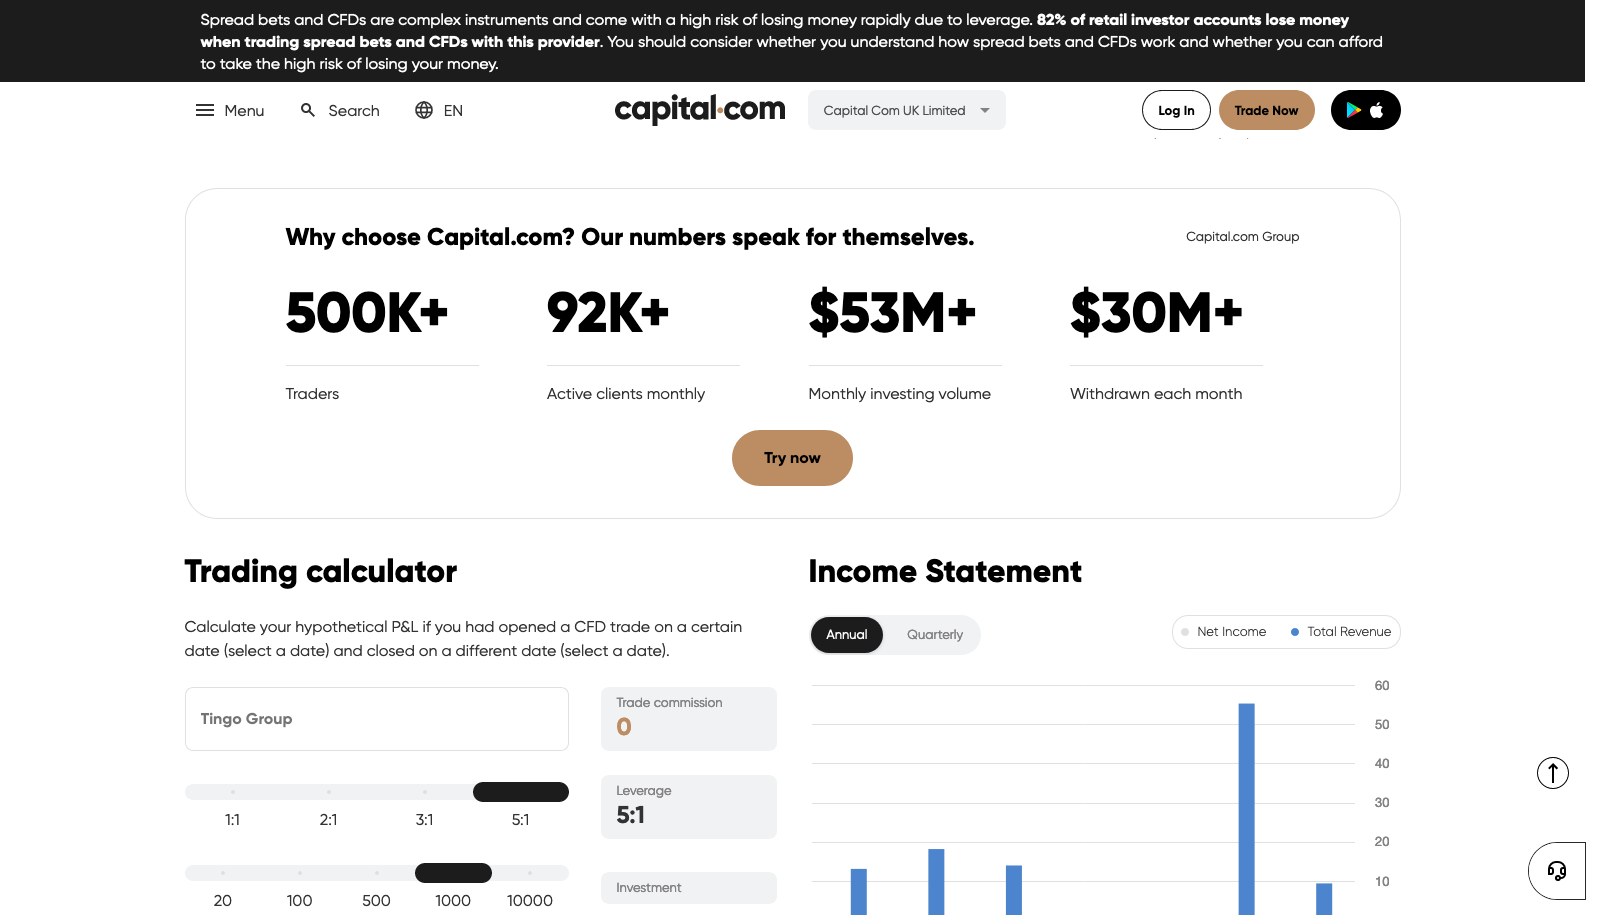 Spread bets and CFDs are complex instruments and come with a high risk of losing money rapidly due to leverage. 82% of retail investor accounts lose money
when trading spread bets and CFDs with this provider. You should consider whether you understand how spread bets and CFDs work and whether you can afford
to take the high risk of losing your money.
Menu Search EN capital.com Capital Com UK Limited Log In Trade Now
Why choose Capital.com? Our numbers speak for themselves. Capital.com Group
500K+ 92K+ $53M+ $30M+
Traders Active clients monthly Monthly investing volume Withdrawn each month
Try now
Trading calculator
Calculate your hypothetical P&L if you had opened a CFD trade on a certain
date (select a date) and closed on a different date (select a date).
Tingo Group
Trade commission
0
1:1 2:1 3:1 5:1
Leverage
5:1
20 100 500 1000 10000
Investment
Income Statement
Annual Quarterly
Net Income Total Revenue
60
50
40
30
20
10